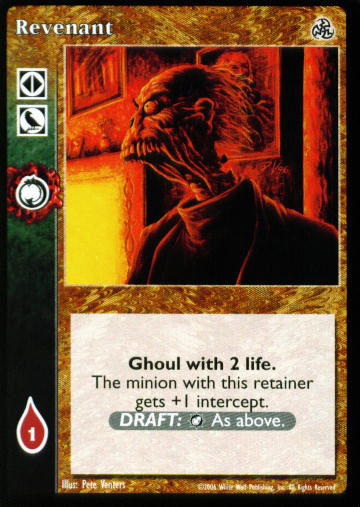 Revenant
Ghoul with 2 life.
The minion with this retainer
gets +1 intercept.
DRAFT: As above.
1
Illus: Pete Venters
©2006 White Wolf Publishing, Inc. All Rights Reserved